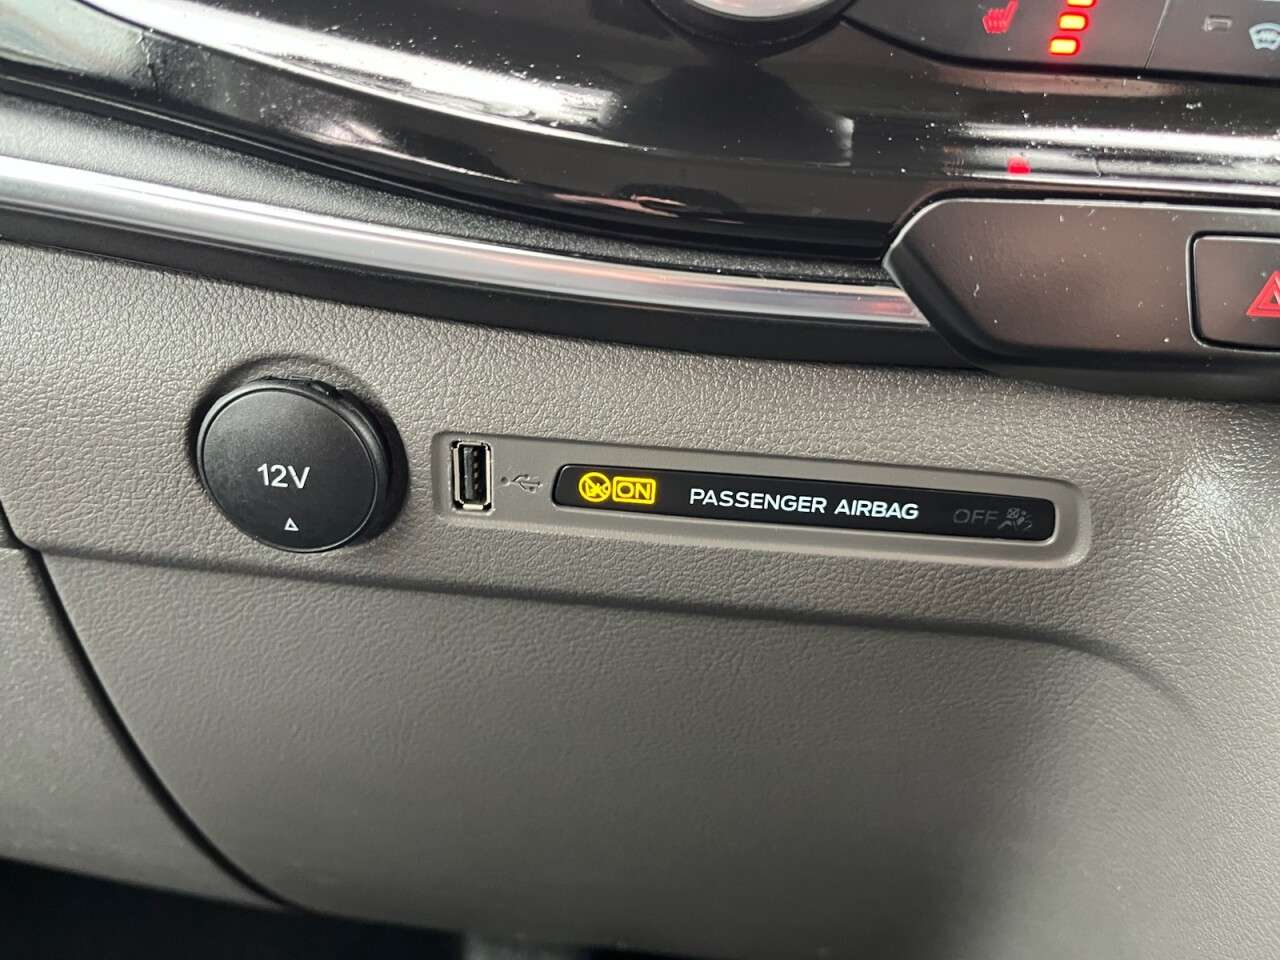 12V
ON PASSENGER AIRBAG OFF